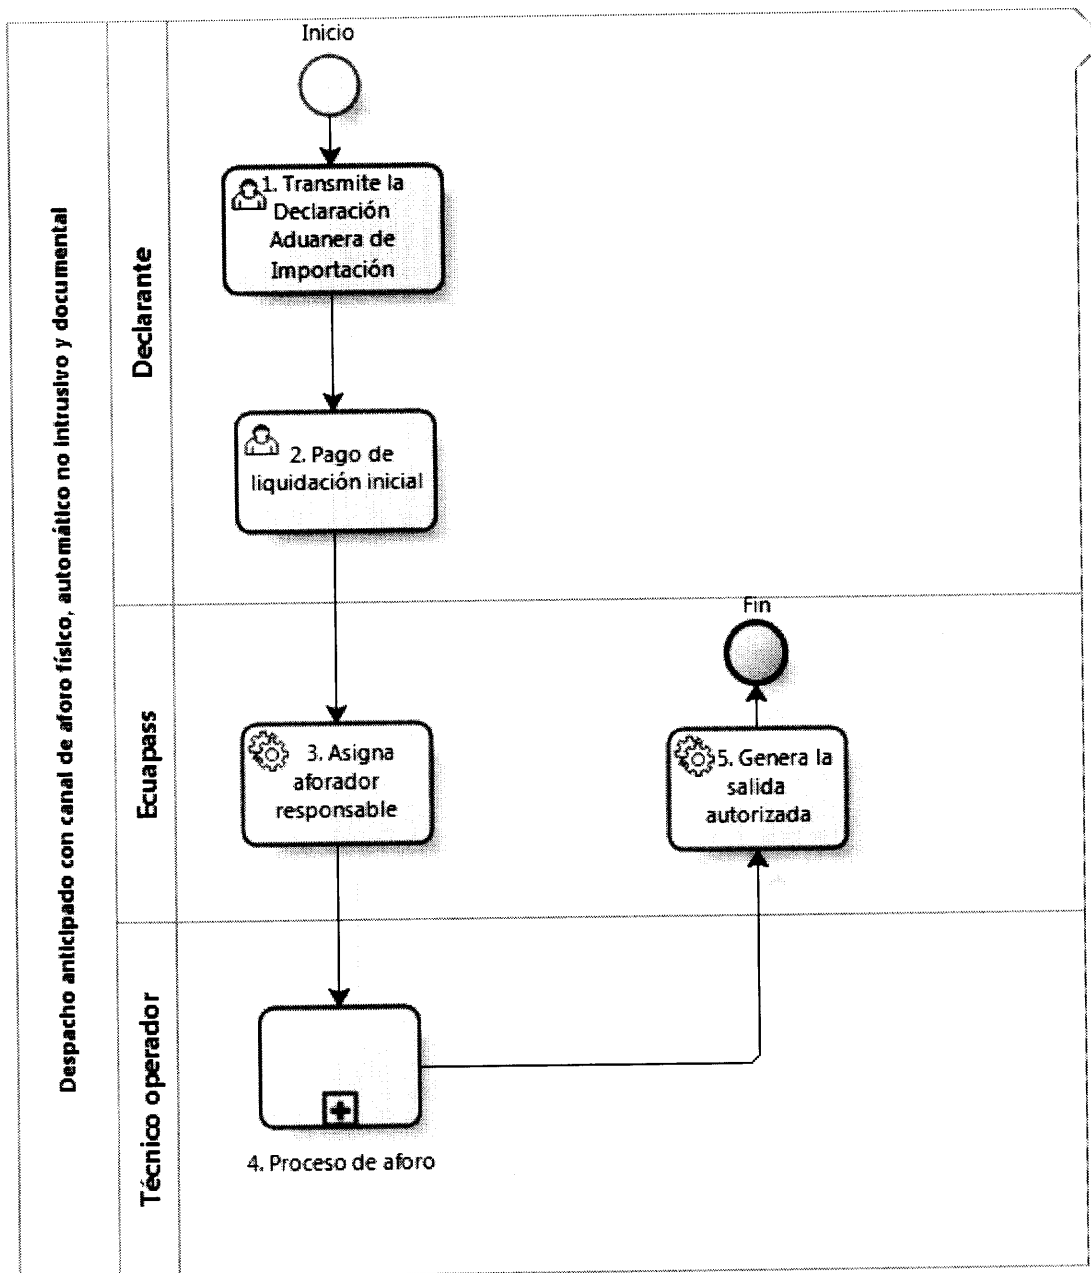 Despacho anticipado con canal de aforo físico, automático no intrusivo y documental
Declarante
Inicio
1. Transmite la
Declaración
Aduanera de
Importación
2. Pago de
liquidación inicial
Ecuapass
3. Asigna
aforador
responsable
Fin
5. Genera la
salida
autorizada
Técnico operador
4. Proceso de aforo